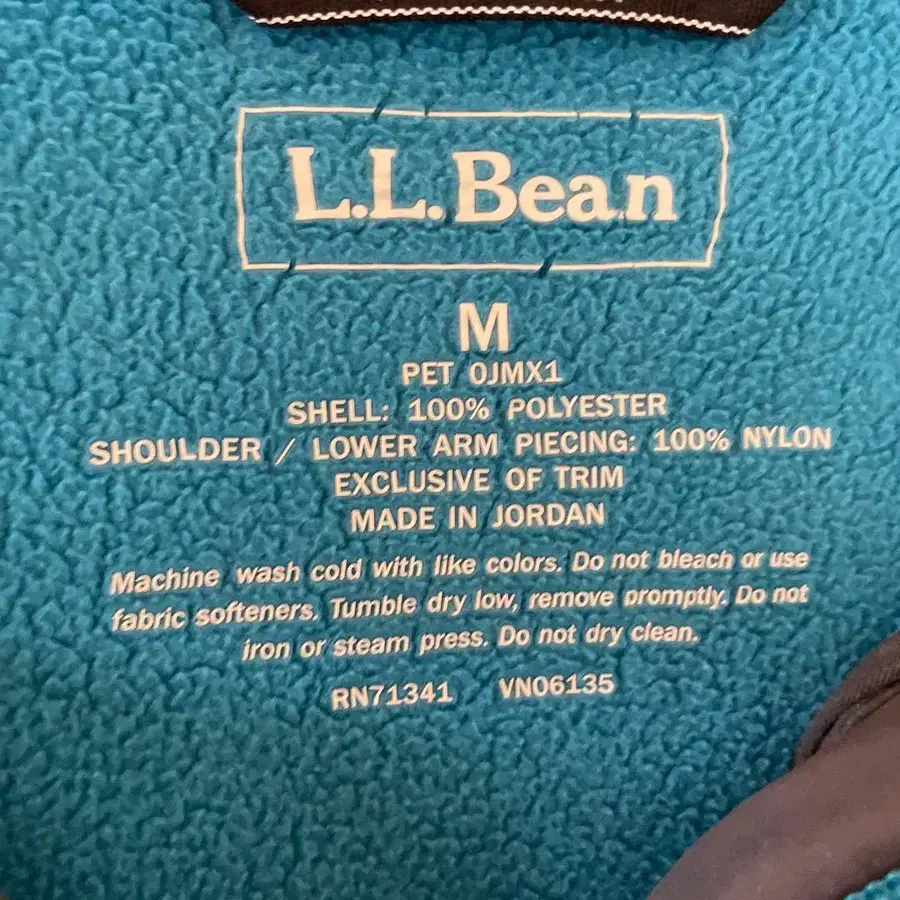 L.L.Bean
M
PET 0JMX1
SHELL: 100% POLYESTER
SHOULDER / LOWER ARM PIECING: 100% NYLON
EXCLUSIVE OF TRIM
MADE IN JORDAN
Machine wash cold with like colors. Do not bleach or use
fabric softeners. Tumble dry low, remove promptly. Do not
iron or steam press. Do not dry clean.
RN71341 VN06135